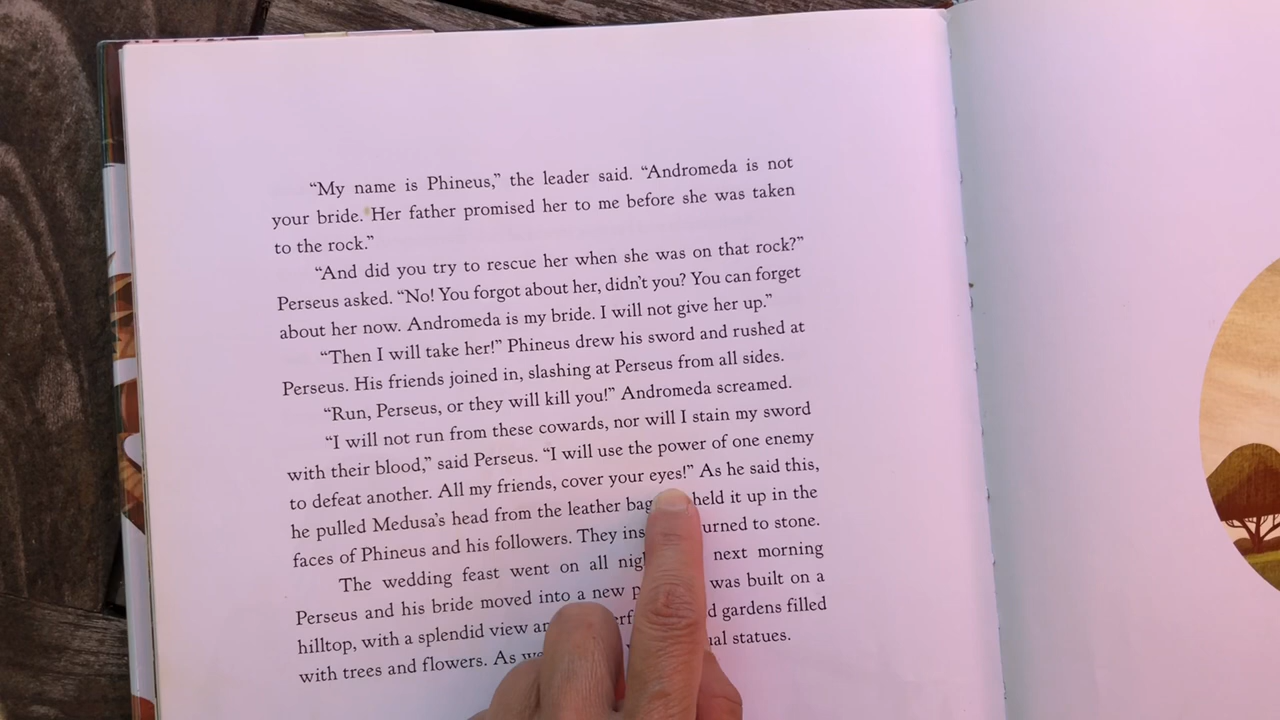 “My name is Phineus,” the leader said. “Andromeda is not
your bride. Her father promised her to me before she was taken
to the rock.”
“And did you try to rescue her when she was on that rock?”
Perseus asked. “No! You forgot about her, didn’t you? You can forget
about her now. Andromeda is my bride. I will not give her up.”
“Then I will take her!” Phineus drew his sword and rushed at
Perseus. His friends joined in, slashing at Perseus from all sides.
“Run, Perseus, or they will kill you!” Andromeda screamed.
“I will not run from these cowards, nor will I stain my sword
with their blood,” said Perseus. “I will use the power of one enemy
to defeat another. All my friends, cover your eyes!” As he said this,
he pulled Medusa’s head from the leather bag held it up in the
faces of Phineus and his followers. They to stone.
The wedding feast went on all next morning
Perseus and his bride moved into a new was built on a
hilltop, with a splendid view gardens filled
with trees and flowers. As statues.